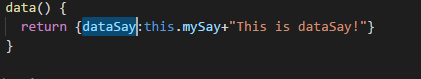 data() {
return {dataSay:this.mySay+"This is dataSay!"}
}